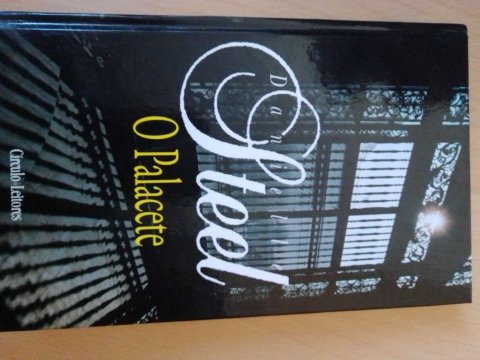 Danielle
Steel
O Palacete
Círculo Leitores